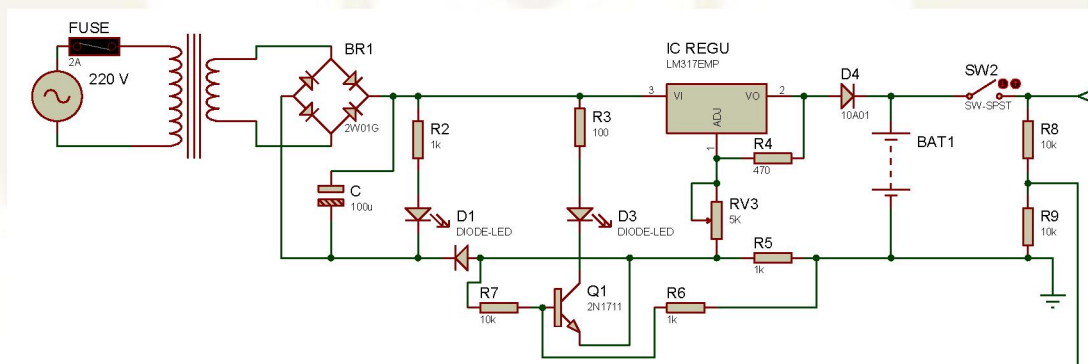 FUSE
2A
220 V
BR1
2W01G
C
100u
R2
1k
D1
DIODE-LED
R3
100
D3
DIODE-LED
R7
10k
Q1
2N1711
IC REGU
LM317EMP
3
VI
VO
2
ADJ
1
R4
470
RV3
5K
R5
1k
R6
1k
D4
10A01
BAT1
SW2
SW-SPST
R8
10k
R9
10k